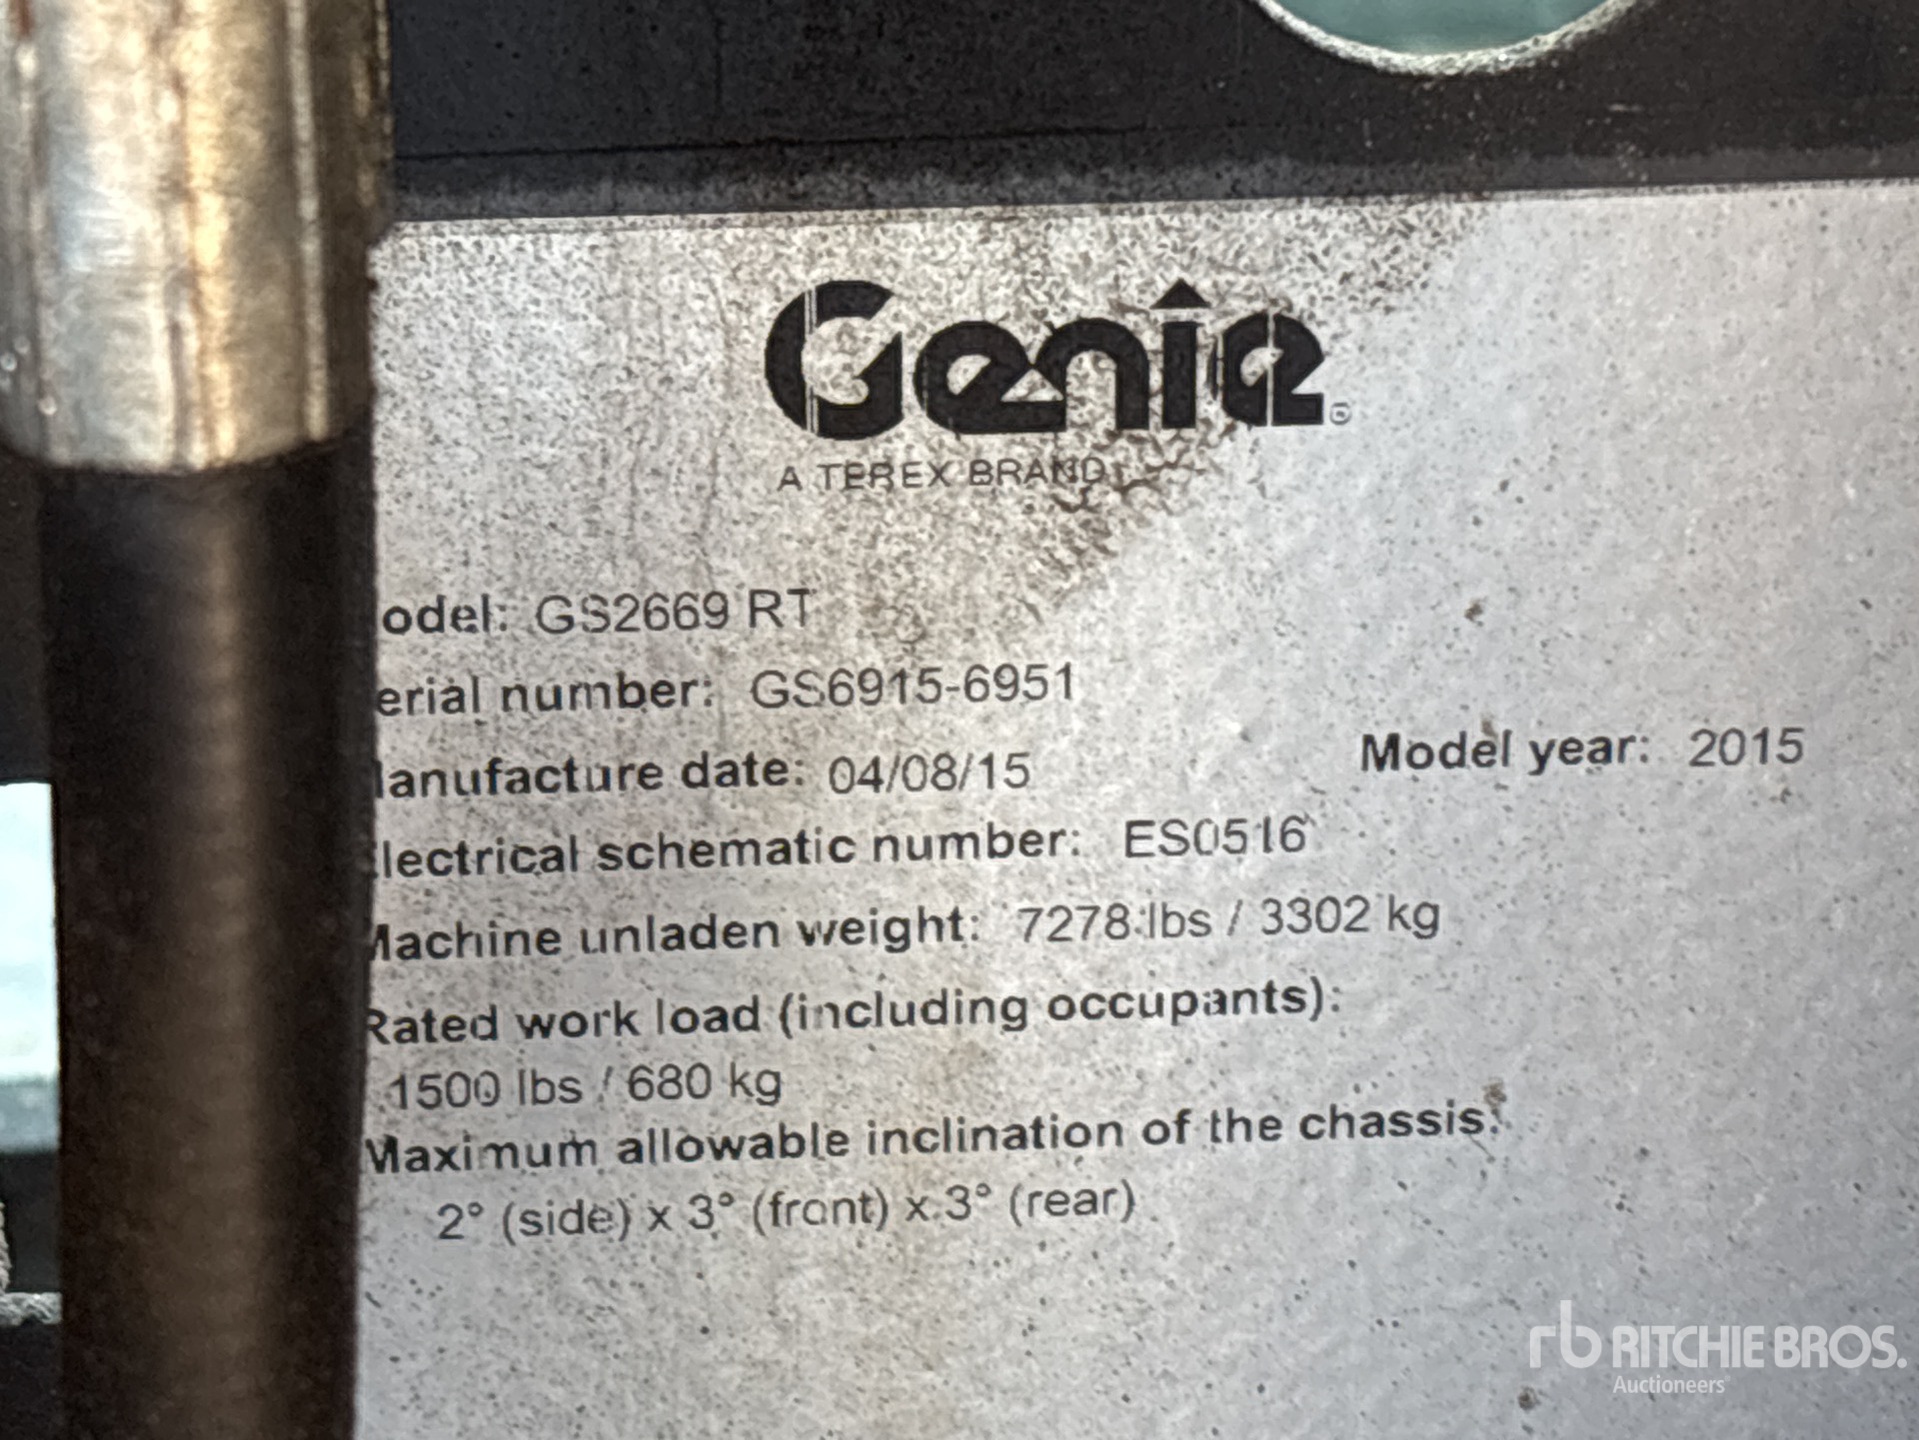 Genie®
A TEREX BRAND
odel: GS2669 RT
erial number: GS6915-6951
anufacture date: 04/08/15 Model year: 2015
lectrical schematic number: ES0516
Machine unladen weight: 7278 lbs / 3302 kg
Rated work load (including occupants):
1500 lbs / 680 kg
Maximum allowable inclination of the chassis:
2° (side) x 3° (front) x 3° (rear)
rb RITCHIE BROS.
Auctioneers